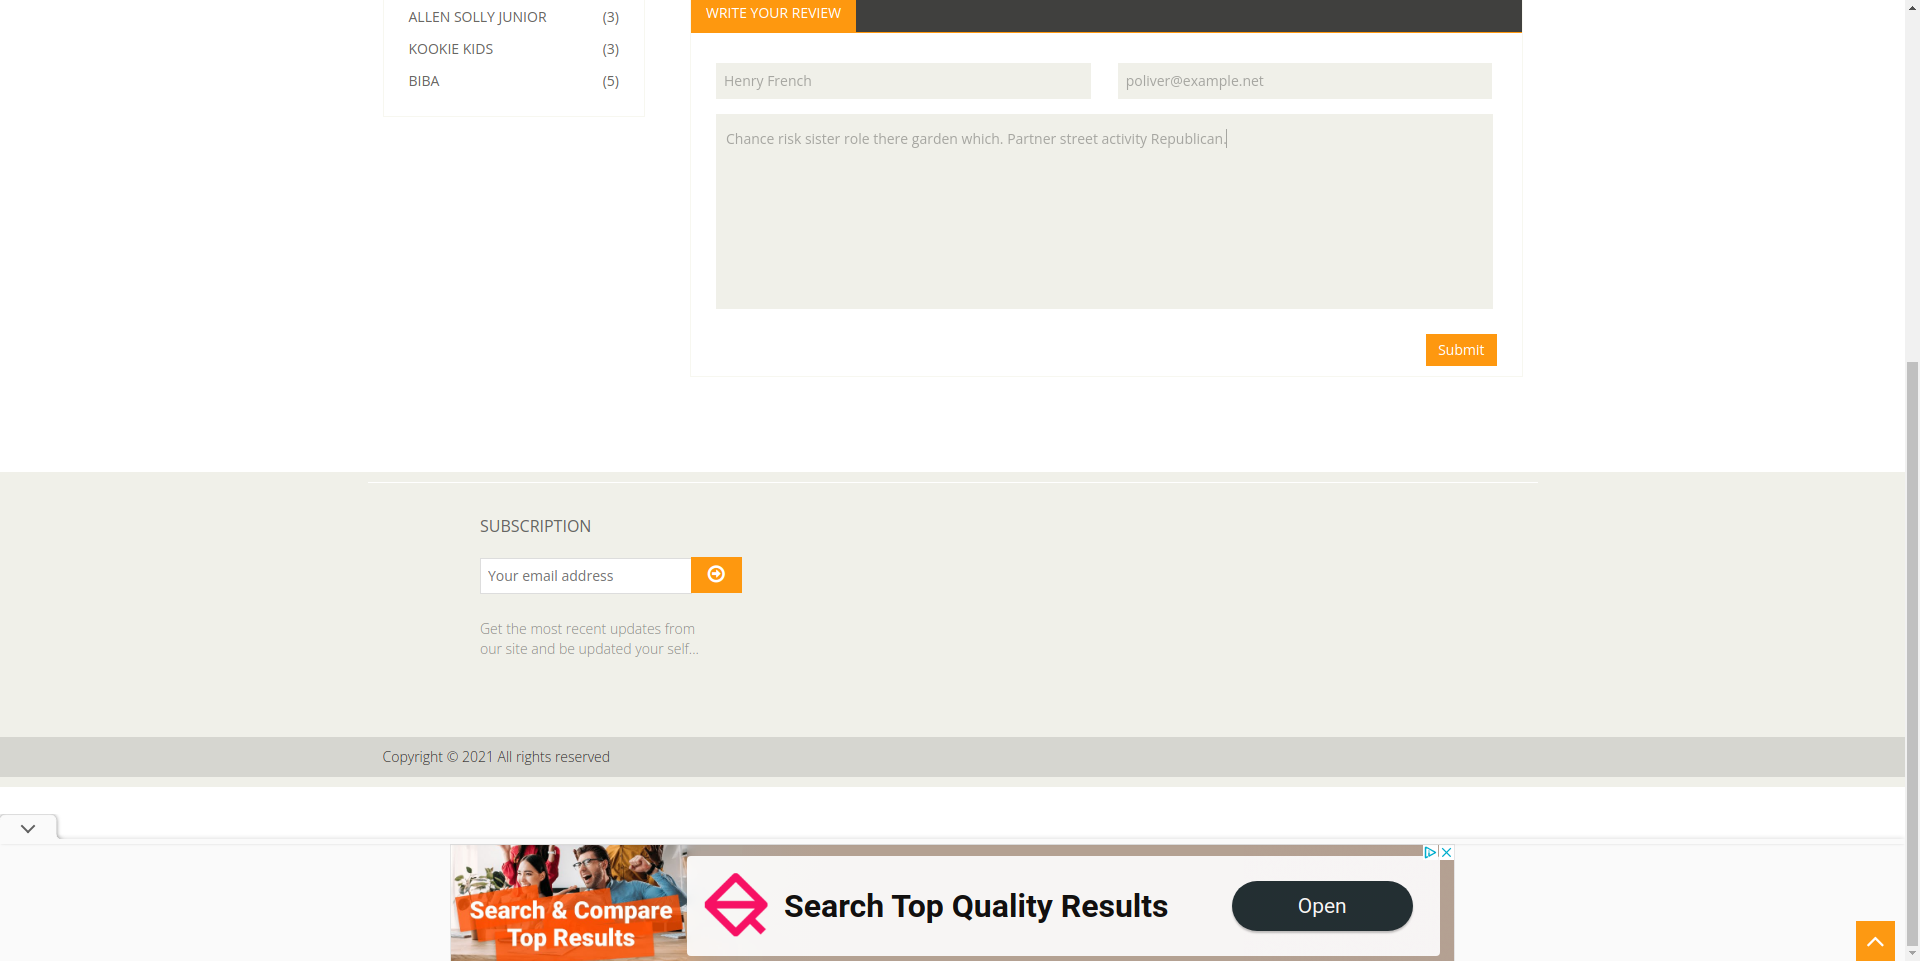 ALLEN SOLLY JUNIOR (3)
KOOKIE KIDS (3)
BIBA (5)
WRITE YOUR REVIEW
Henry French
poliver@example.net
Chance risk sister role there garden which. Partner street activity Republican.
Submit
SUBSCRIPTION
Your email address
Get the most recent updates from
our site and be updated your self...
Copyright © 2021 All rights reserved
Search & Compare
Top Results
Search Top Quality Results
Open